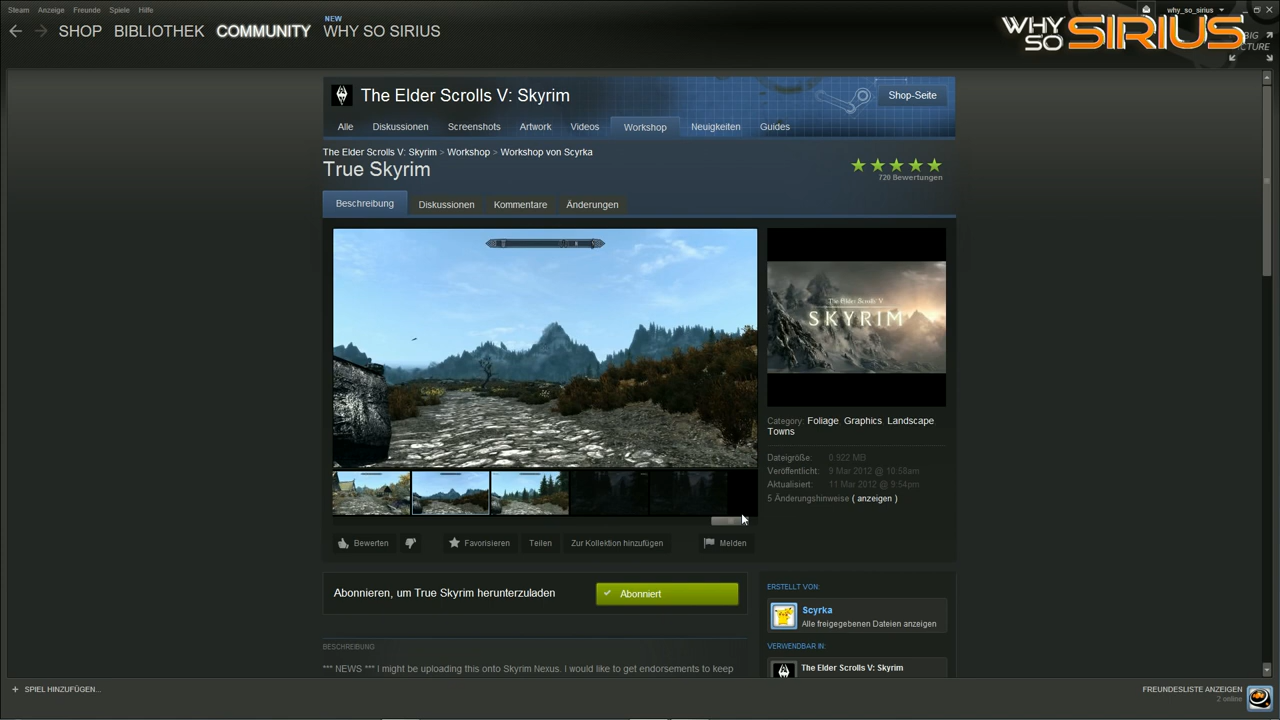 Steam Anzeige Freunde Spiele Hilfe
why_so_sirius
NEW
SHOP BIBLIOTHEK COMMUNITY WHY SO SIRIUS
WHY SO SIRIUS
BIG
PICTURE
The Elder Scrolls V: Skyrim
Shop-Seite
Alle Diskussionen Screenshots Artwork Videos Workshop Neuigkeiten Guides
The Elder Scrolls V: Skyrim > Workshop > Workshop von Scyrka
True Skyrim
720 Bewertungen
Beschreibung Diskussionen Kommentare Änderungen
The Elder Scrolls V
SKYRIM
Category: Foliage, Graphics, Landscape,
Towns
Dateigröße: 0.922 MB
Veröffentlicht: 9 Mar 2012 @ 10:58am
Aktualisiert: 11 Mar 2012 @ 9:54pm
5 Änderungshinweise ( anzeigen )
Bewerten Favorisieren Teilen Zur Kollektion hinzufügen Melden
Abonnieren, um True Skyrim herunterzuladen
Abonniert
ERSTELLT VON:
Scyrka
Alle freigegebenen Dateien anzeigen
VERWENDBAR IN:
The Elder Scrolls V: Skyrim
BESCHREIBUNG
*** NEWS *** I might be uploading this onto Skyrim Nexus. I would like to get endorsements to keep
+ SPIEL HINZUFÜGEN...
FREUNDESLISTE ANZEIGEN
2 online